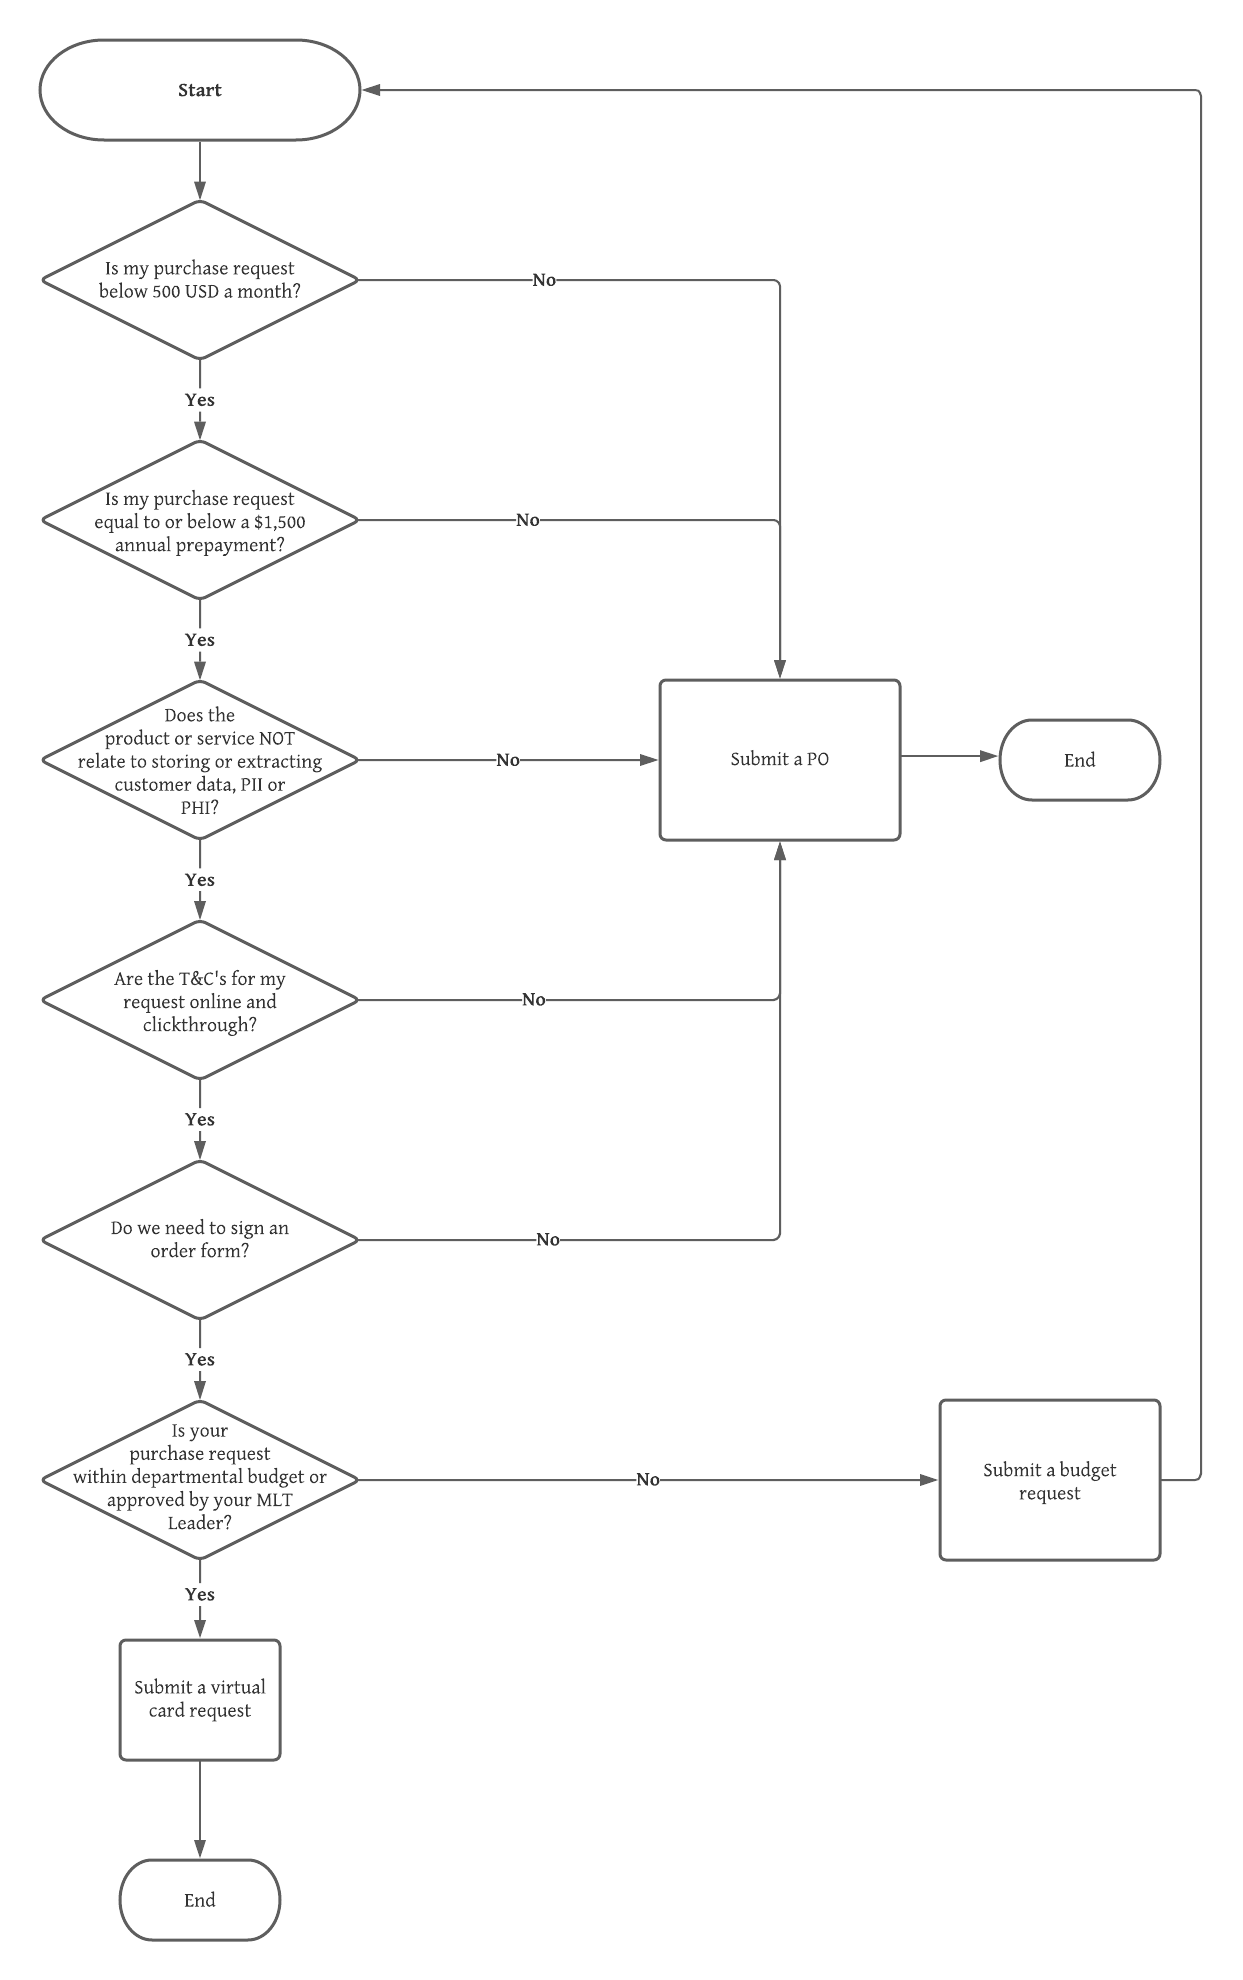 Start
Is my purchase request
below 500 USD a month?
No
Yes
Is my purchase request
equal to or below a $1,500
annual prepayment?
No
Yes
Does the
product or service NOT
relate to storing or extracting
customer data, PII or
PHI?
No
Submit a PO
End
Yes
Are the T&C's for my
request online and
clickthrough?
No
Yes
Do we need to sign an
order form?
No
Yes
Is your
purchase request
within departmental budget or
approved by your MLT
Leader?
No
Submit a budget
request
Yes
Submit a virtual
card request
End